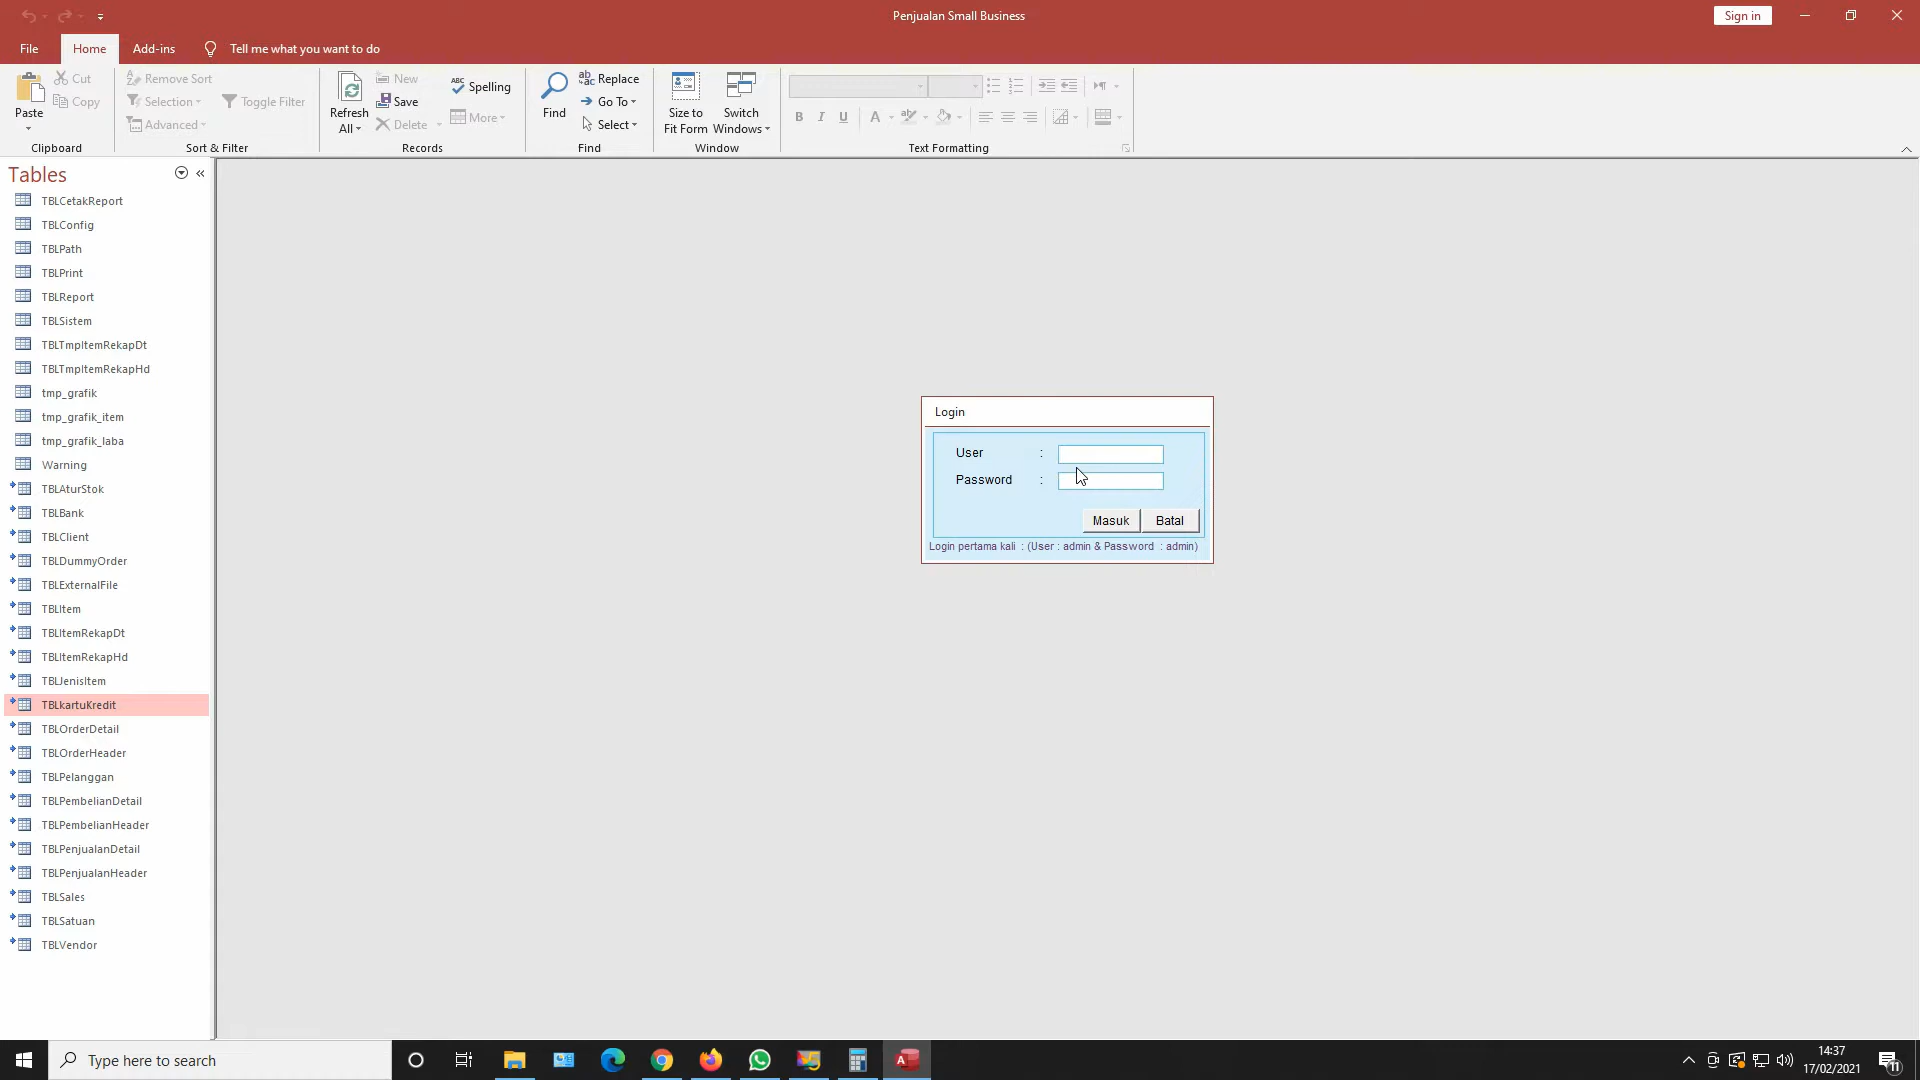 Penjualan Small Business
Sign in
File Home Add-ins Tell me what you want to do
Paste
Cut
Copy
Clipboard
Remove Sort
Selection
Advanced
Toggle Filter
Sort & Filter
Refresh
All
New
Save
Delete
Spelling
More
Records
Find
Replace
Go To
Select
Find
Size to
Fit Form
Switch
Windows
Window
B I U A
Text Formatting
Tables
TBLCetakReport
TBLConfig
TBLPath
TBLPrint
TBLReport
TBLSistem
TBLTmpItemRekapDt
TBLTmpItemRekapHd
tmp_grafik
tmp_grafik_item
tmp_grafik_laba
Warning
TBLAturStok
TBLBank
TBLClient
TBLDummyOrder
TBLExternalFile
TBLItem
TBLItemRekapDt
TBLItemRekapHd
TBLJenisItem
TBLkartuKredit
TBLOrderDetail
TBLOrderHeader
TBLPelanggan
TBLPembelianDetail
TBLPembelianHeader
TBLPenjualanDetail
TBLPenjualanHeader
TBLSales
TBLSatuan
TBLVendor
Login
User :
Password :
Masuk Batal
Login pertama kali : (User : admin & Password : admin)
Type here to search
14:37
17/02/2021
11